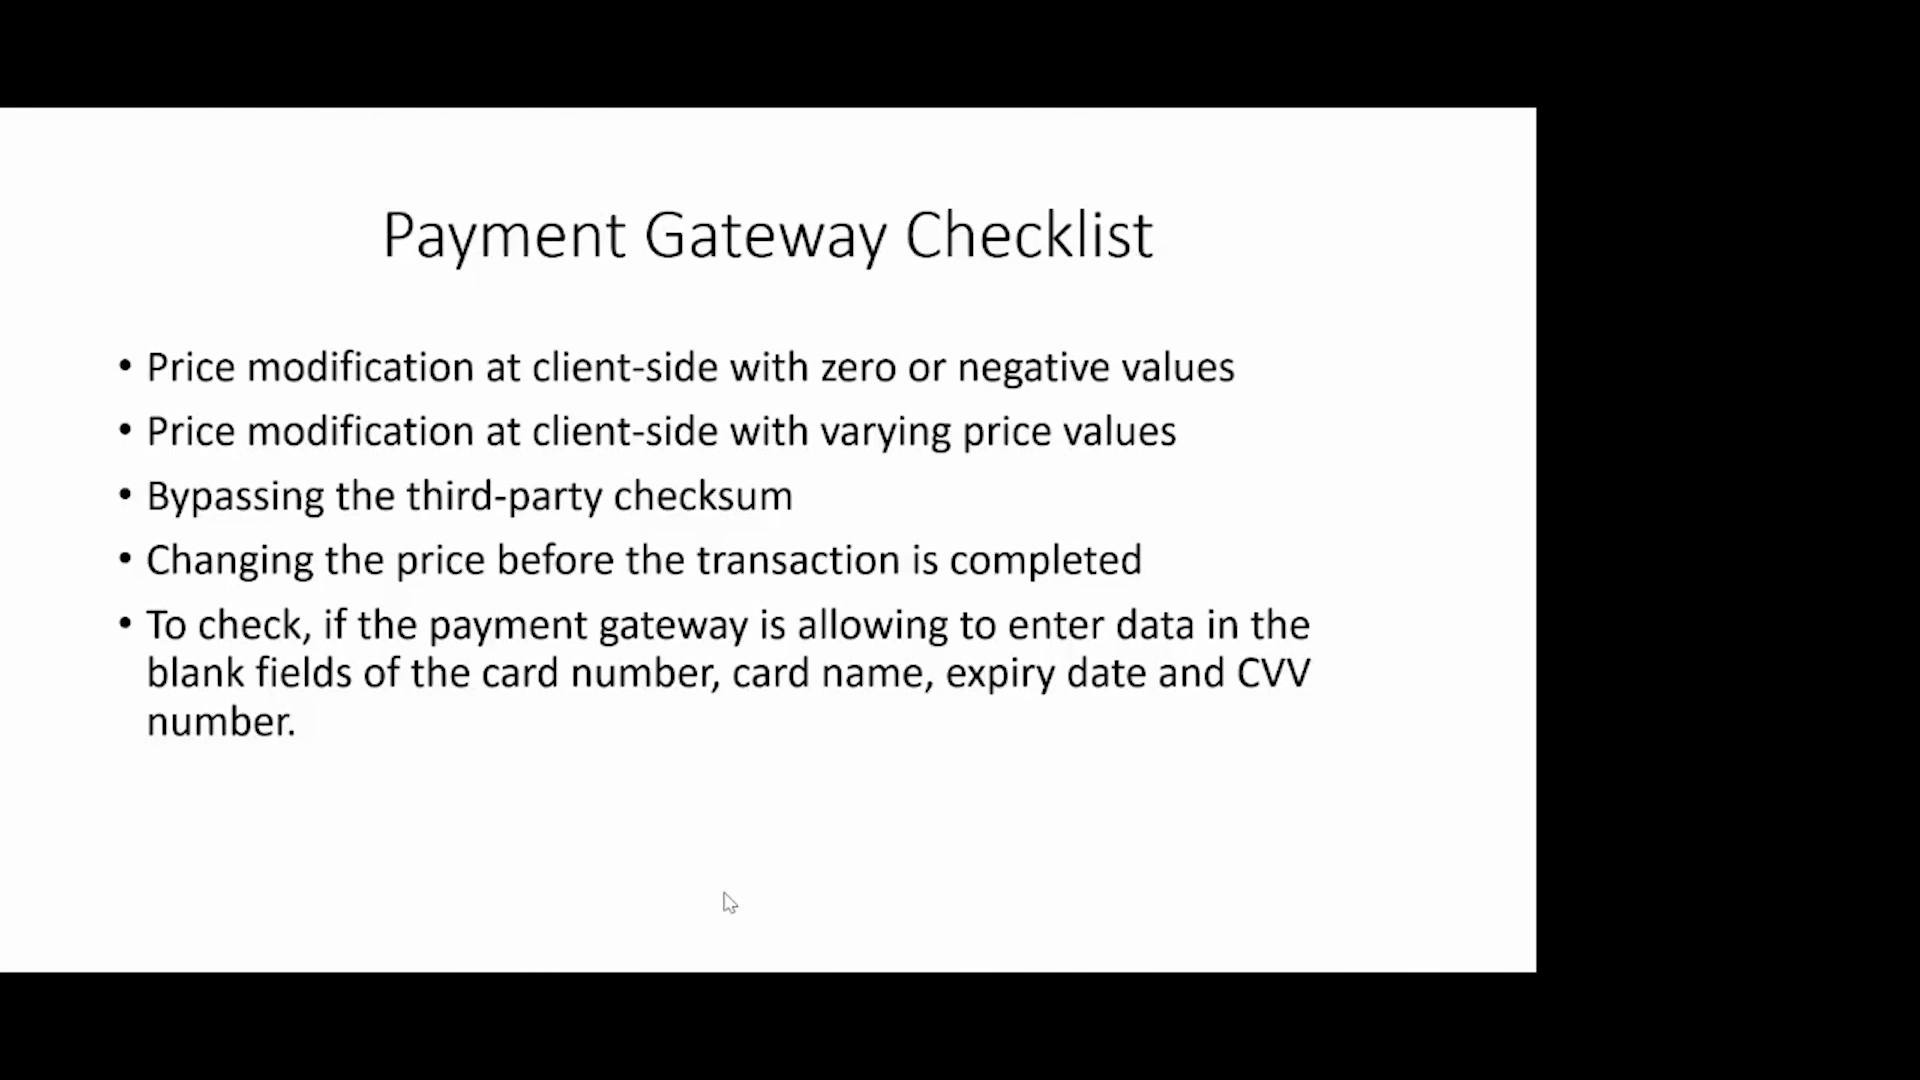 Payment Gateway Checklist
• Price modification at client-side with zero or negative values
• Price modification at client-side with varying price values
• Bypassing the third-party checksum
• Changing the price before the transaction is completed
• To check, if the payment gateway is allowing to enter data in the
blank fields of the card number, card name, expiry date and CVV
number.